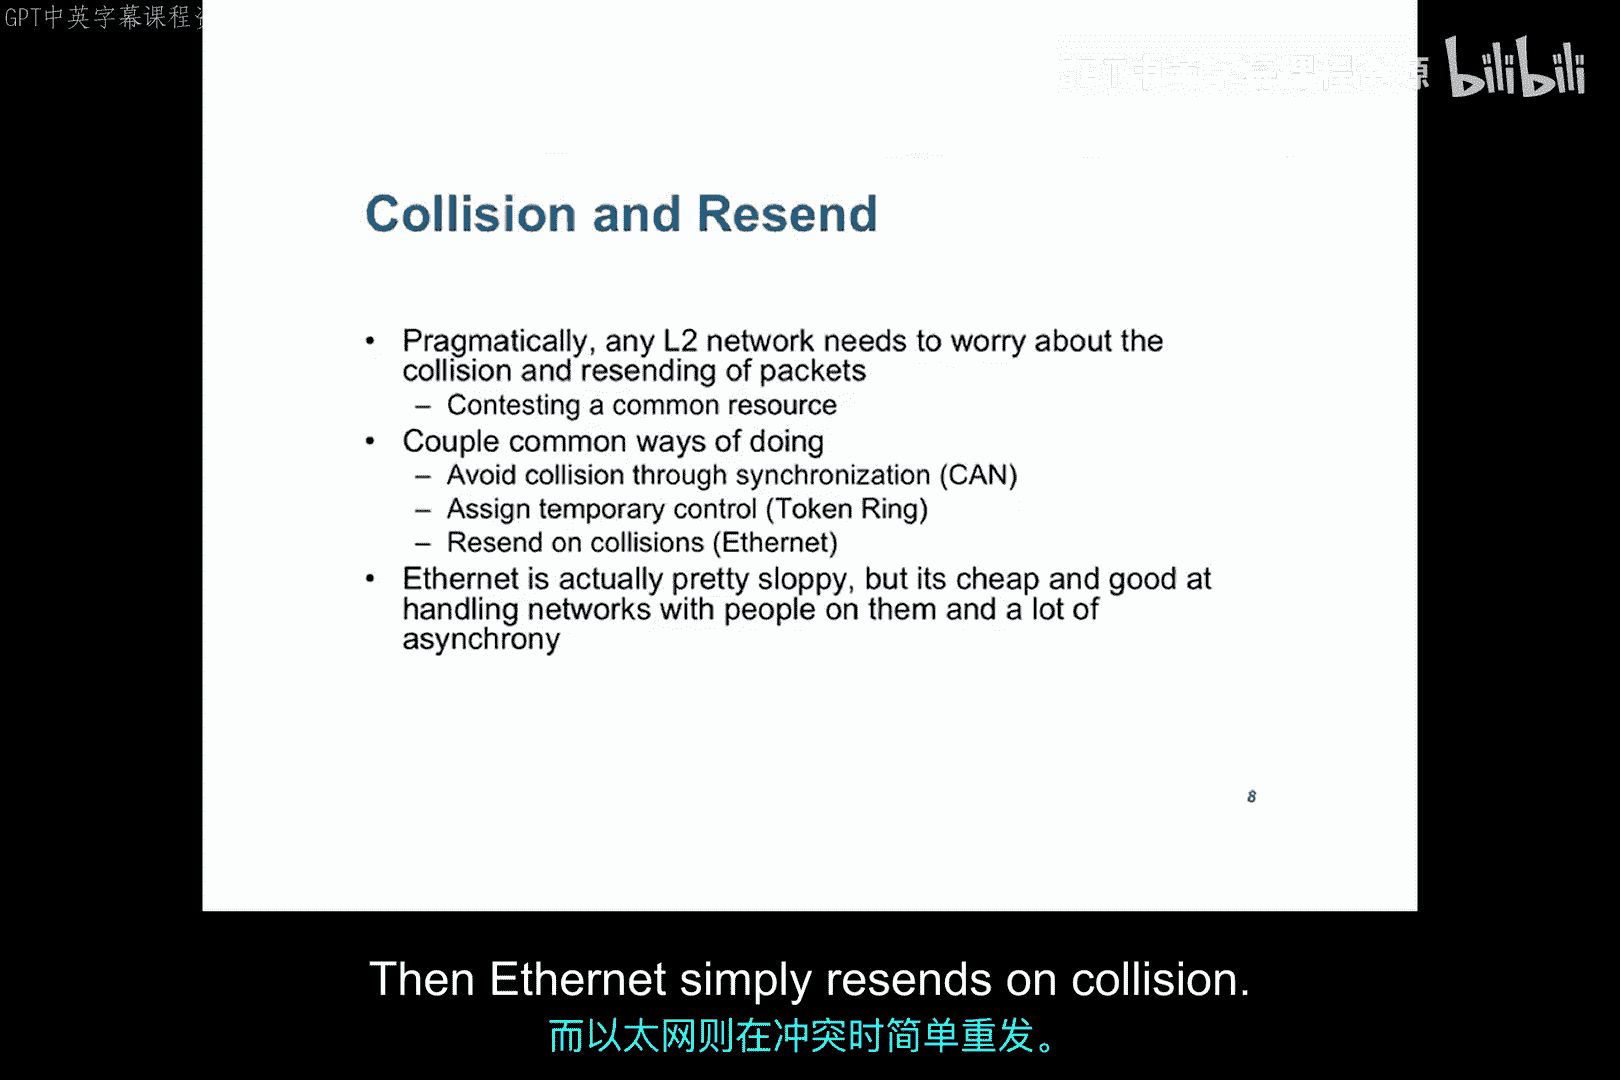 GPT中英字幕课程资
bilibili
Collision and Resend
• Pragmatically, any L2 network needs to worry about the
collision and resending of packets
– Contesting a common resource
• Couple common ways of doing
– Avoid collision through synchronization (CAN)
– Assign temporary control (Token Ring)
– Resend on collisions (Ethernet)
• Ethernet is actually pretty sloppy, but its cheap and good at
handling networks with people on them and a lot of
asynchrony
8
Then Ethernet simply resends on collision.
而以太网则在冲突时简单重发。